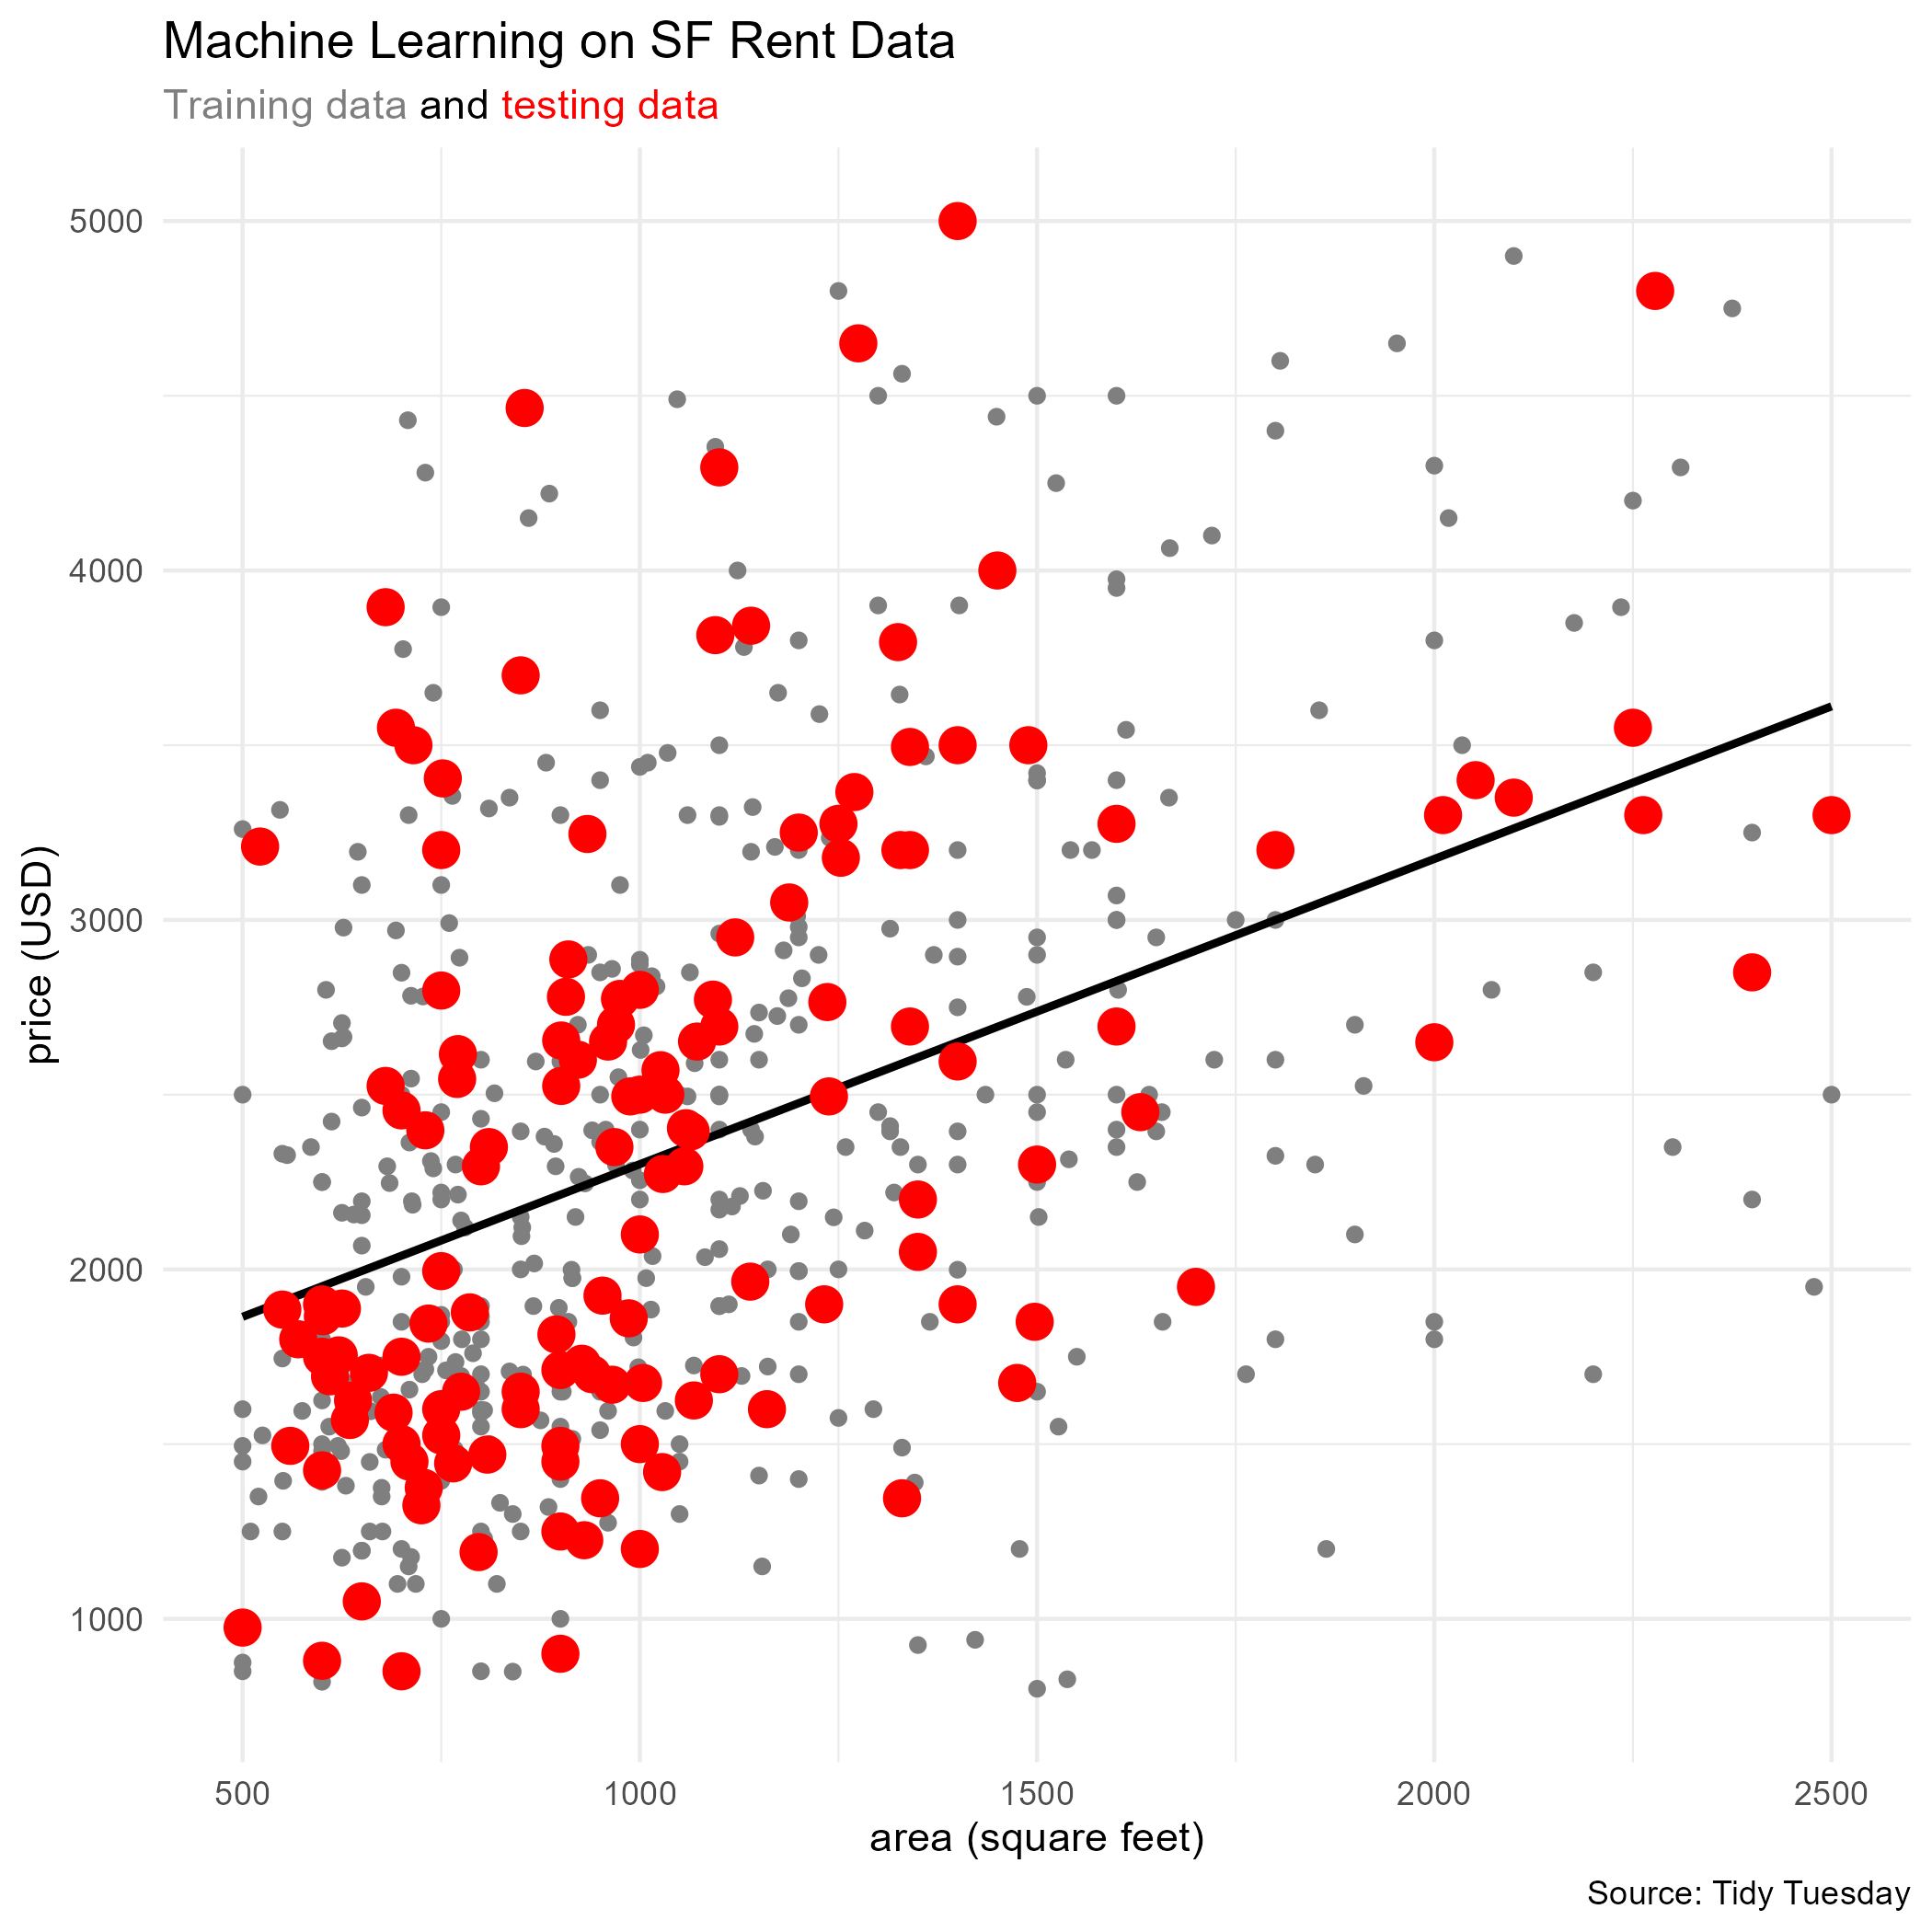 Machine Learning on SF Rent Data
Training data and testing data
price (USD)
5000
4000
3000
2000
1000
500 1000 1500 2000 2500
area (square feet)
Source: Tidy Tuesday